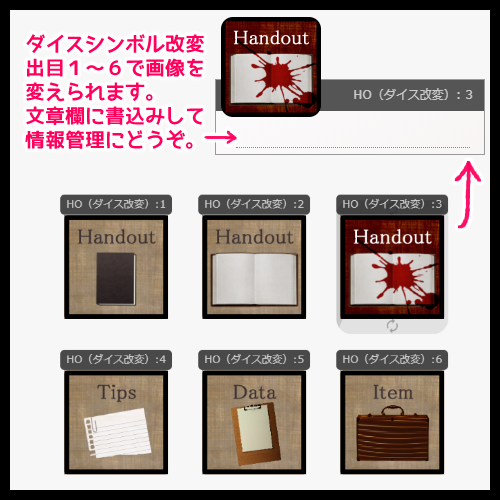 ダイスシンボル改変
出目１～６で画像を
変えられます。
文章欄に書込みして
情報管理にどうぞ。
Handout
HO（ダイス改変）: 3
HO（ダイス改変）:1
HO（ダイス改変）:2
HO（ダイス改変）:3
Handout
Handout
Handout
HO（ダイス改変）:4
HO（ダイス改変）:5
HO（ダイス改変）:6
Tips
Data
Item